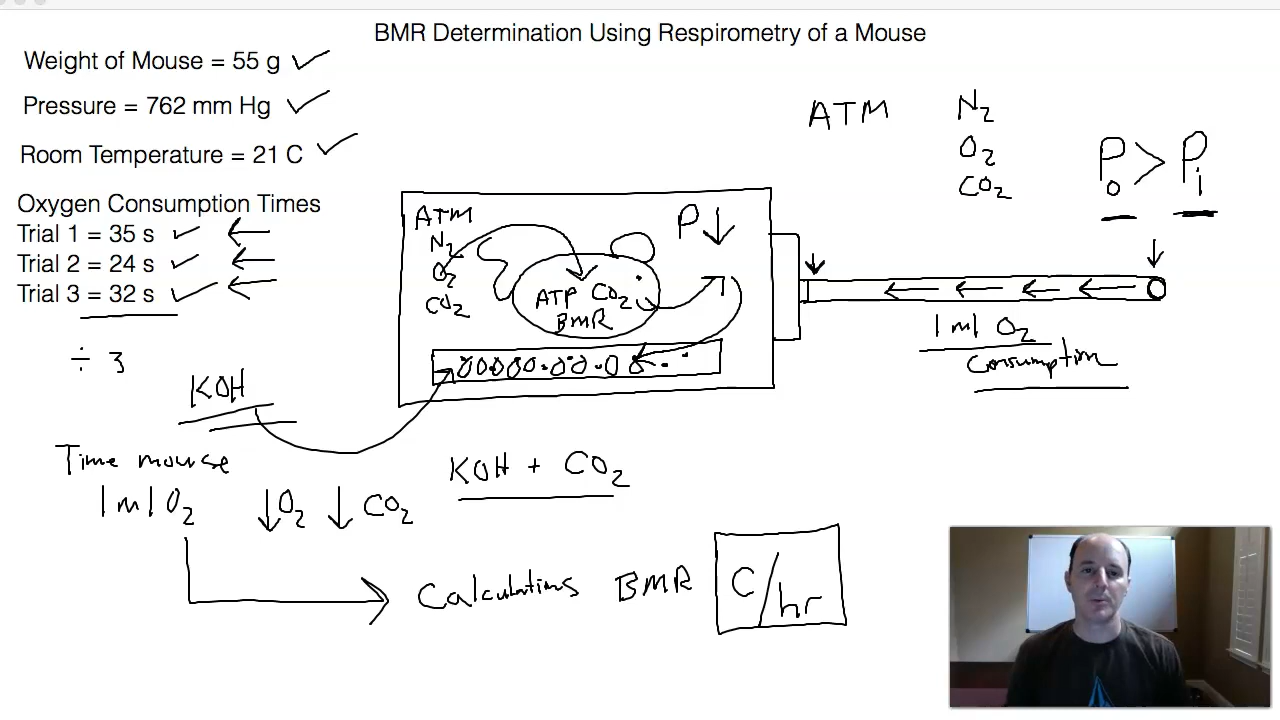 BMR Determination Using Respirometry of a Mouse
Weight of Mouse = 55 g
Pressure = 762 mm Hg
Room Temperature = 21 C
Oxygen Consumption Times
Trial 1 = 35 s
Trial 2 = 24 s
Trial 3 = 32 s
÷ 3
KOH
Time mouse
1 ml O2
↓O2 ↓CO2
ATM
N2
O2
CO2
P↓
ATP CO2
BMR
KOH + CO2
Calculations BMR C/hr
ATM
N2
O2
CO2
Po > Pi
1 ml O2
Consumption